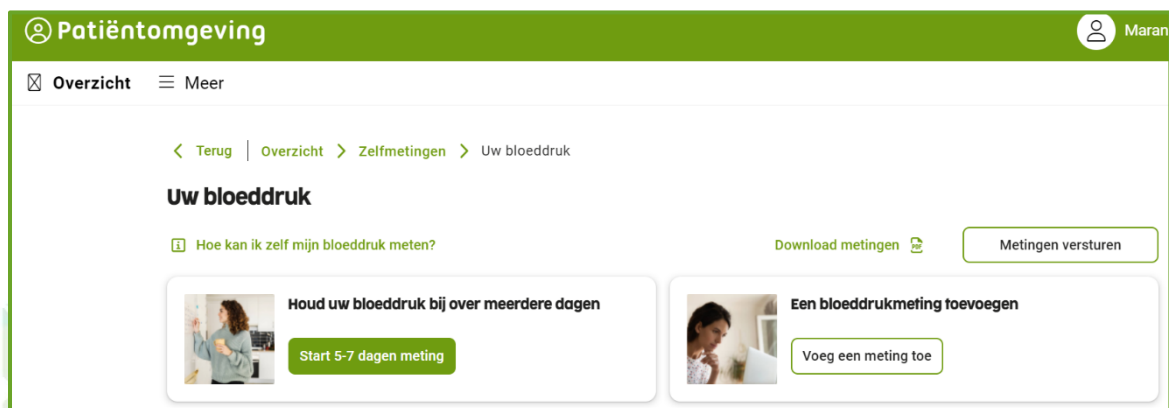 Patiëntomgeving
Maran
Overzicht Meer
Terug Overzicht Zelfmetingen Uw bloeddruk
Uw bloeddruk
Hoe kan ik zelf mijn bloeddruk meten? Download metingen PDF Metingen versturen
Houd uw bloeddruk bij over meerdere dagen
Start 5-7 dagen meting
Een bloeddrukmeting toevoegen
Voeg een meting toe